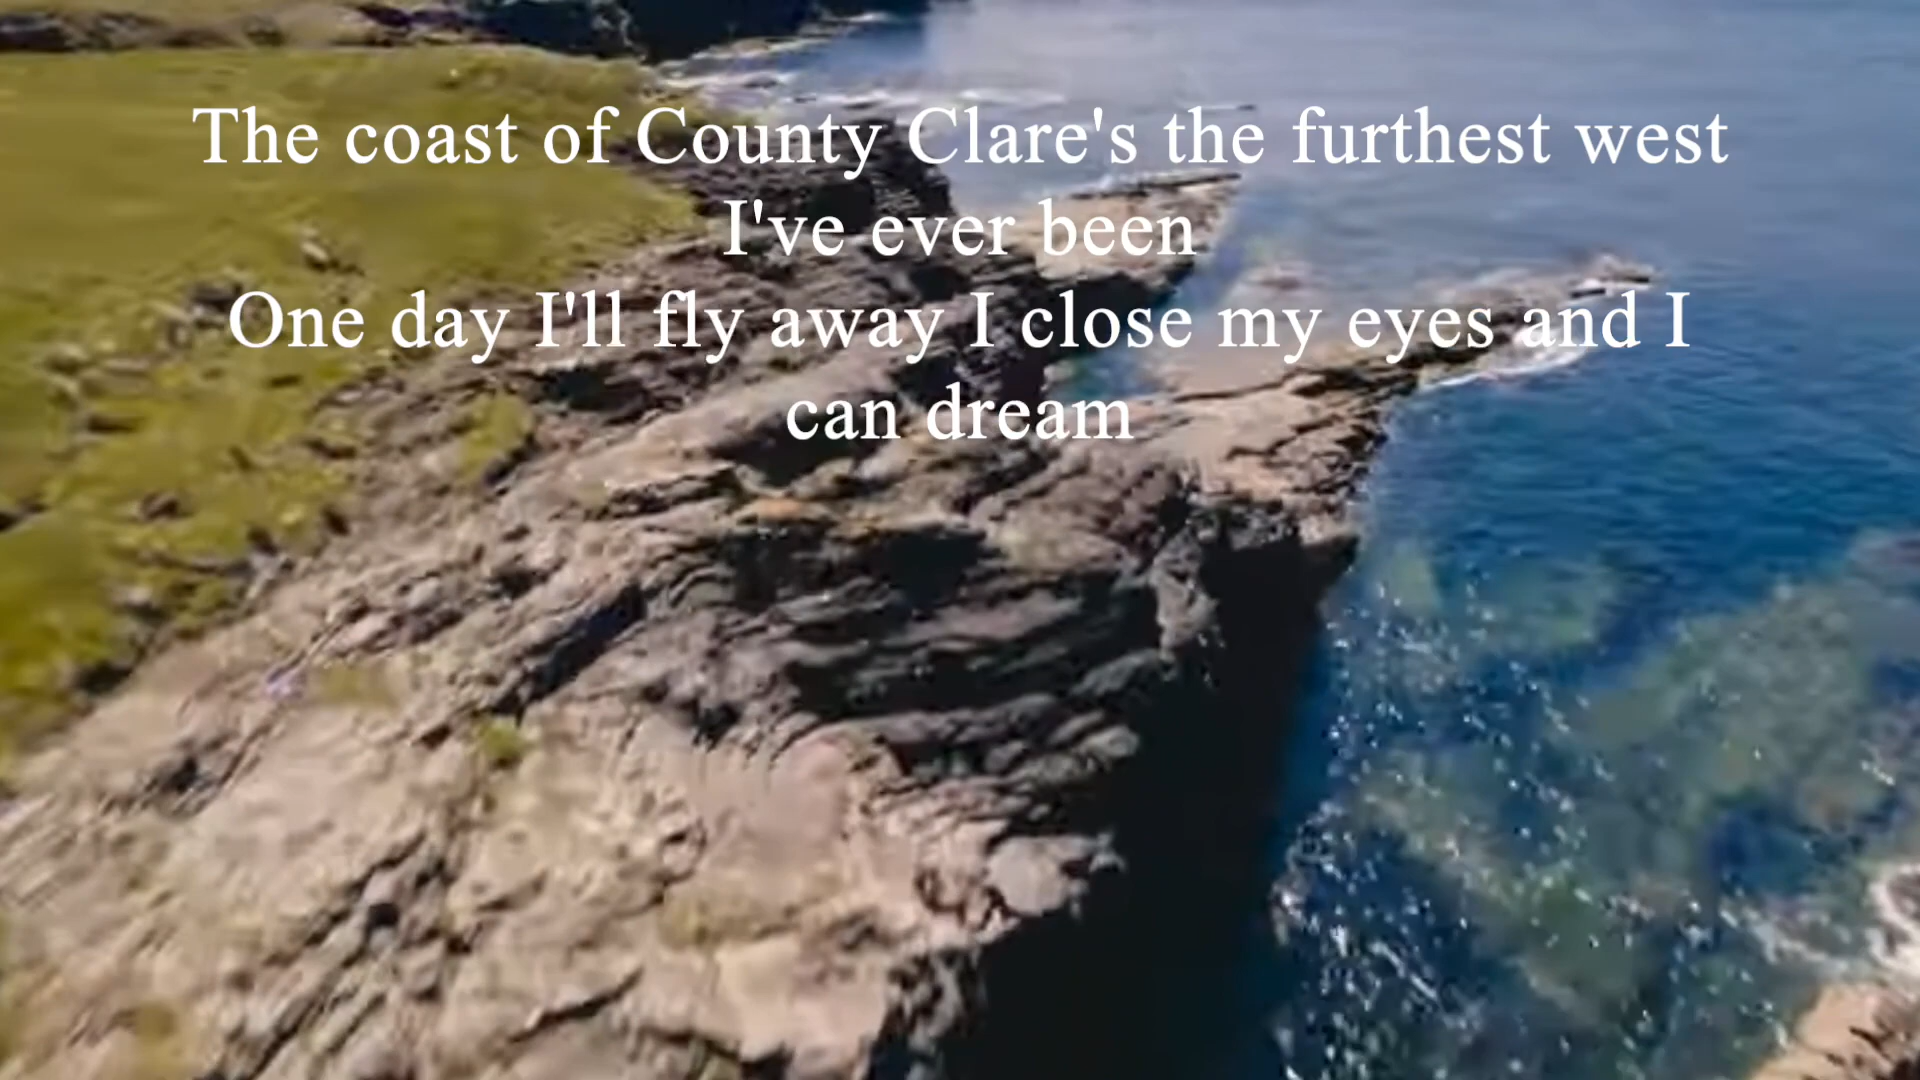 The coast of County Clare's the furthest west
I've ever been
One day I'll fly away I close my eyes and I
can dream